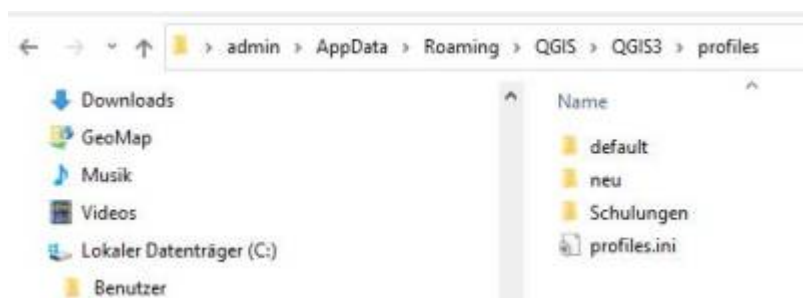 admin > AppData > Roaming > QGIS > QGIS3 > profiles
Downloads
GeoMap
Musik
Videos
Lokaler Datenträger (C:)
Benutzer
Name
default
neu
Schulungen
profiles.ini